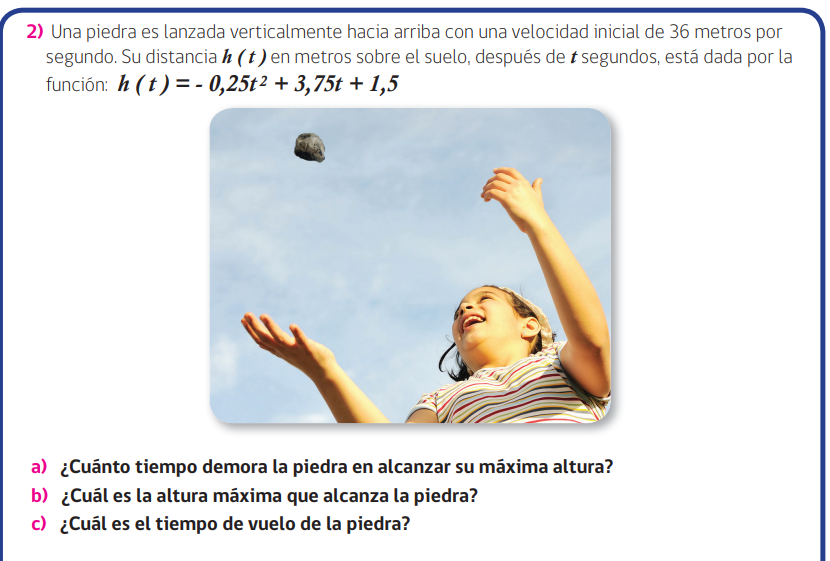 2) Una piedra es lanzada verticalmente hacia arriba con una velocidad inicial de 36 metros por
segundo. Su distancia h ( t ) en metros sobre el suelo, después de t segundos, está dada por la
función: h ( t ) = - 0,25t² + 3,75t + 1,5
a) ¿Cuánto tiempo demora la piedra en alcanzar su máxima altura?
b) ¿Cuál es la altura máxima que alcanza la piedra?
c) ¿Cuál es el tiempo de vuelo de la piedra?